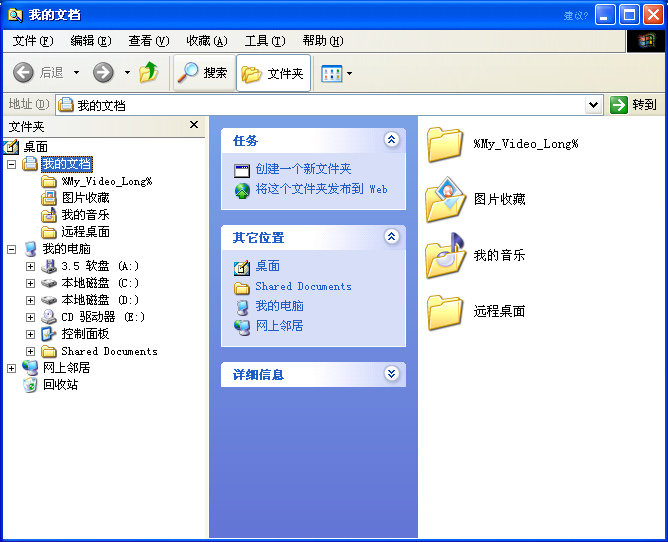 我的文档
建议?
文件(F) 编辑(E) 查看(V) 收藏(A) 工具(T) 帮助(H)
后退 搜索 文件夹
地址(D) 我的文档 转到
文件夹
桌面
我的文档
%My_Video_Long%
图片收藏
我的音乐
远程桌面
我的电脑
3.5 软盘 (A:)
本地磁盘 (C:)
本地磁盘 (D:)
CD 驱动器 (E:)
控制面板
Shared Documents
网上邻居
回收站
任务
创建一个新文件夹
将这个文件夹发布到 Web
其它位置
桌面
Shared Documents
我的电脑
网上邻居
详细信息
%My_Video_Long%
图片收藏
我的音乐
远程桌面